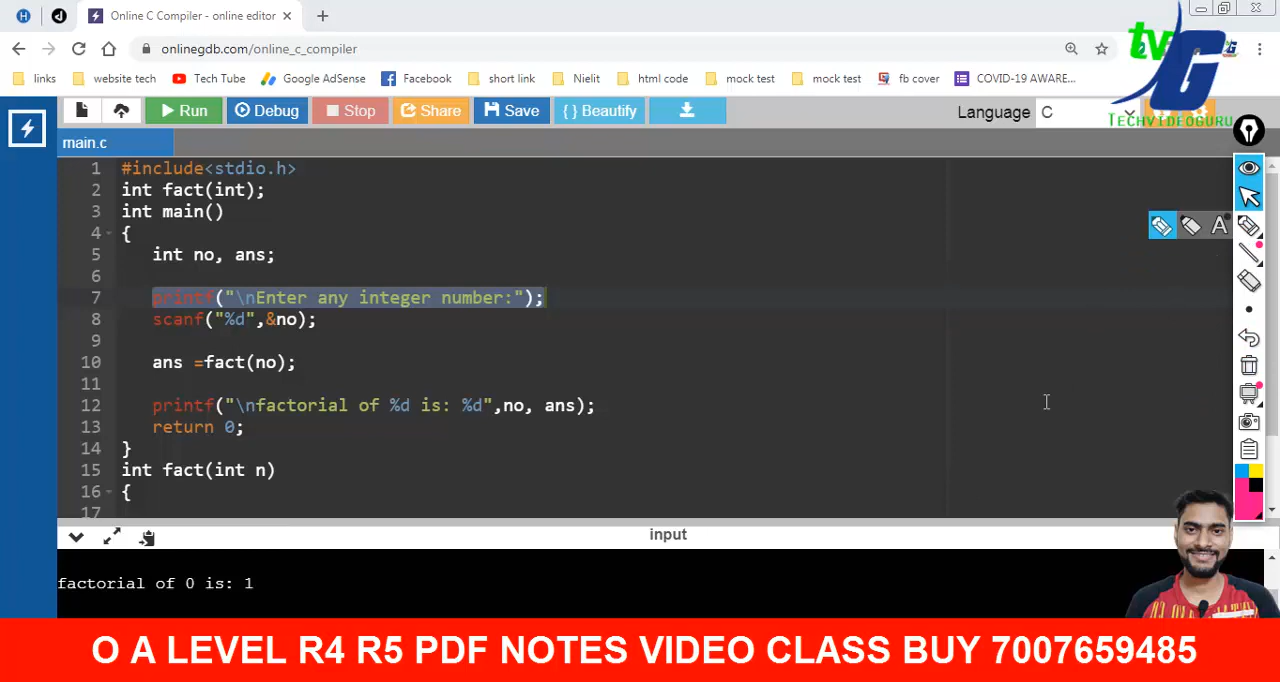 Online C Compiler - online editor
onlinegdb.com/online_c_compiler
links website tech Tech Tube Google AdSense Facebook short link Nielit html code mock test mock test fb cover COVID-19 AWARE...
Run Debug Stop Share Save { } Beautify Language C
tv G
TECHVIDEOGURU
main.c
1 #include<stdio.h>
2 int fact(int);
3 int main()
4 {
5 int no, ans;
6
7 printf("\nEnter any integer number:");
8 scanf("%d",&no);
9
10 ans =fact(no);
11
12 printf("\nfactorial of %d is: %d",no, ans);
13 return 0;
14 }
15 int fact(int n)
16 {
17
A
input
factorial of 0 is: 1
O A LEVEL R4 R5 PDF NOTES VIDEO CLASS BUY 7007659485